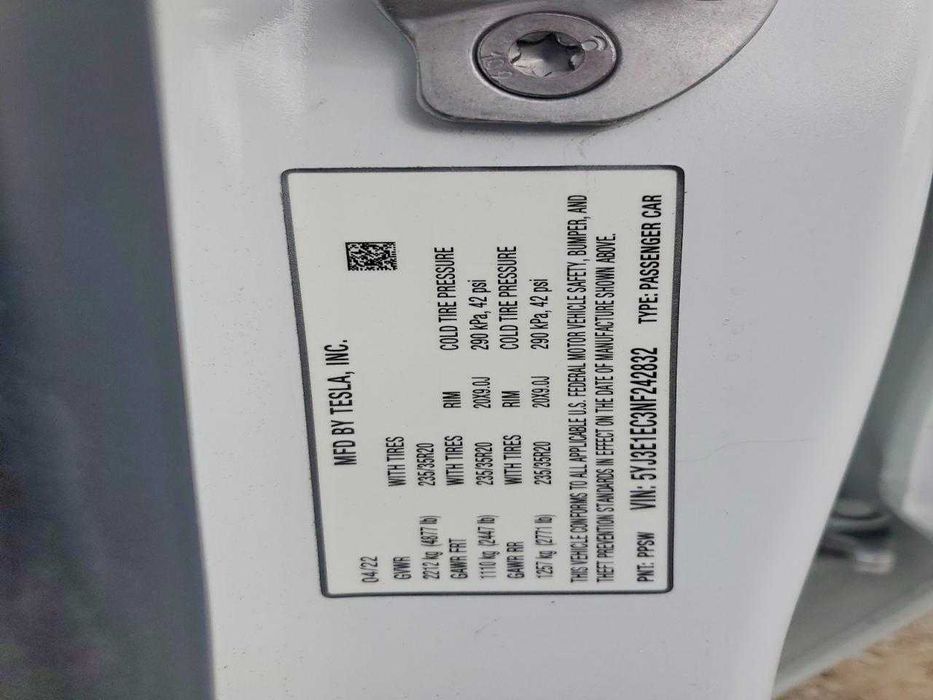 MFD BY TESLA, INC.
04/22
GVWR WITH TIRES
2212 kg (4877 lb) 235/35R20
GAWR FRT WITH TIRES RIM COLD TIRE PRESSURE
1110 kg (2447 lb) 235/35R20 20X9.0J 290 kPa, 42 psi
GAWR RR WITH TIRES RIM COLD TIRE PRESSURE
1257 kg (2771 lb) 235/35R20 20X9.0J 290 kPa, 42 psi
THIS VEHICLE CONFORMS TO ALL APPLICABLE U.S. FEDERAL MOTOR VEHICLE SAFETY, BUMPER, AND
THEFT PREVENTION STANDARDS IN EFFECT ON THE DATE OF MANUFACTURE SHOWN ABOVE.
PNT: PPSW VIN: 5YJ3E1EC3NF242832 TYPE: PASSENGER CAR